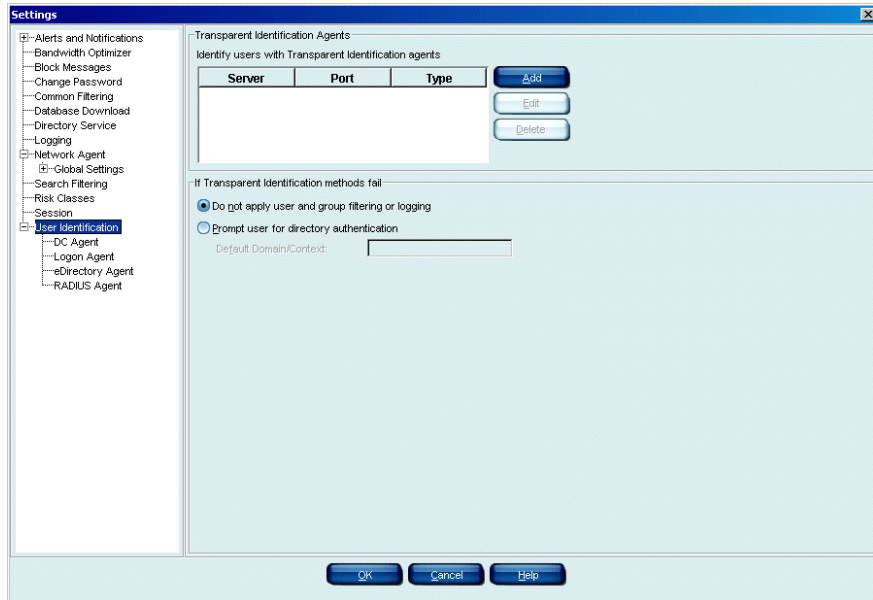 Settings
Alerts and Notifications
Bandwidth Optimizer
Block Messages
Change Password
Common Filtering
Database Download
Directory Service
Logging
Network Agent
Global Settings
Search Filtering
Risk Classes
Session
User Identification
DC Agent
Logon Agent
eDirectory Agent
RADIUS Agent
Transparent Identification Agents
Identify users with Transparent Identification agents
Server Port Type
Add
Edit
Delete
If Transparent Identification methods fail
Do not apply user and group filtering or logging
Prompt user for directory authentication
Default Domain/Context:
OK Cancel Help